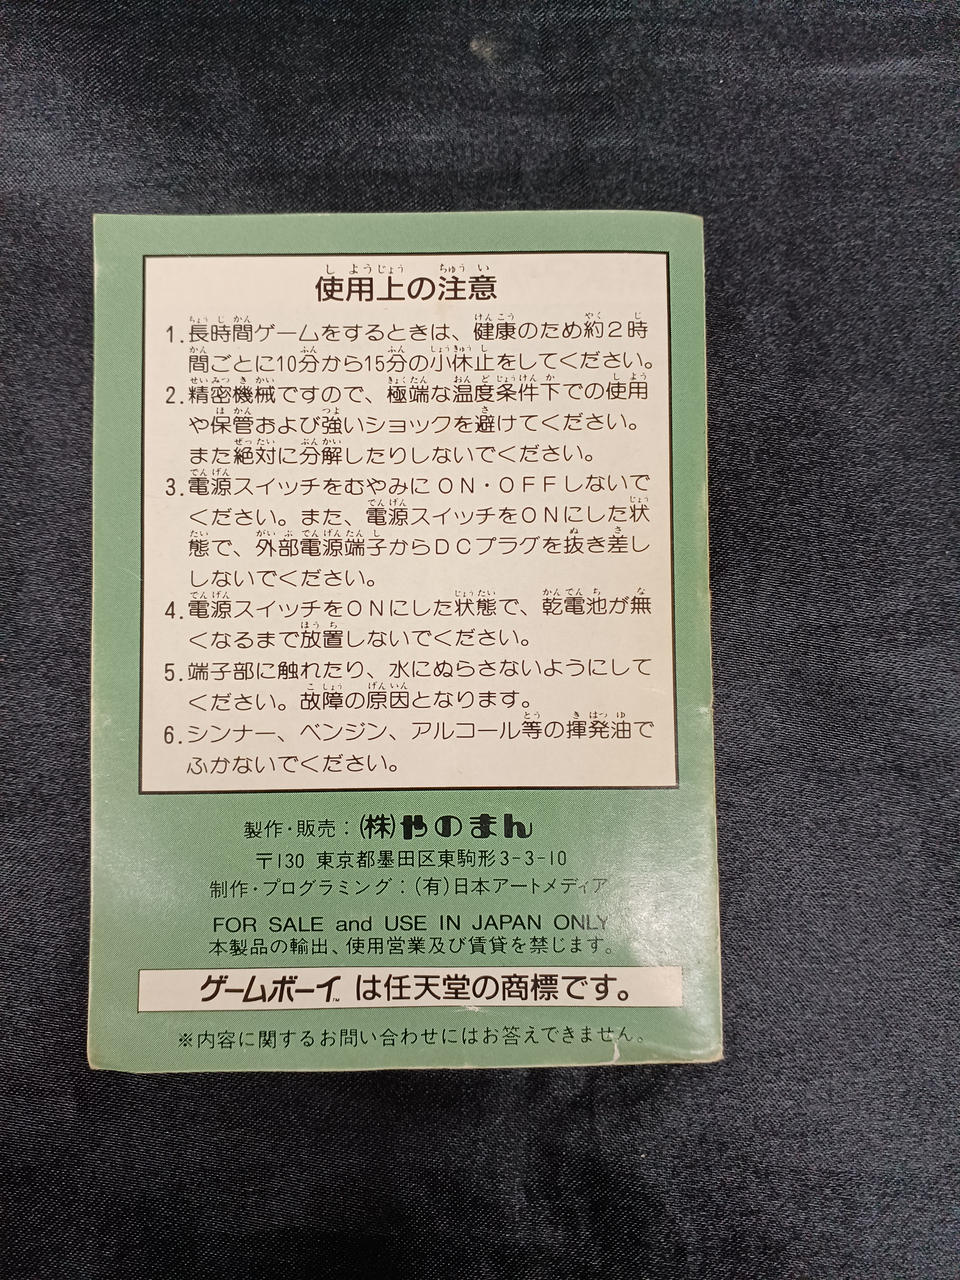 使用上の注意
1.長時間ゲームをするときは、健康のため約2時
間ごとに10分から15分の小休止をしてください。
2.精密機械ですので、極端な温度条件下での使用
や保管および強いショックを避けてください。
また絶対に分解したりしないでください。
3.電源スイッチをむやみにON・OFFしないで
ください。また、電源スイッチをONにした状
態で、外部電源端子からDCプラグを抜き差し
しないでください。
4.電源スイッチをONにした状態で、乾電池が無
くなるまで放置しないでください。
5.端子部に触れたり、水にぬらさないようにして
ください。故障の原因となります。
6.シンナー、ベンジン、アルコール等の揮発油で
ふかないでください。
製作・販売：(株)やのまん
〒130 東京都墨田区東駒形3-3-10
制作・プログラミング：(有)日本アートメディア
FOR SALE and USE IN JAPAN ONLY
本製品の輸出、使用営業及び賃貸を禁じます。
ゲームボーイ™は任天堂の商標です。
※内容に関するお問い合わせにはお答えできません。